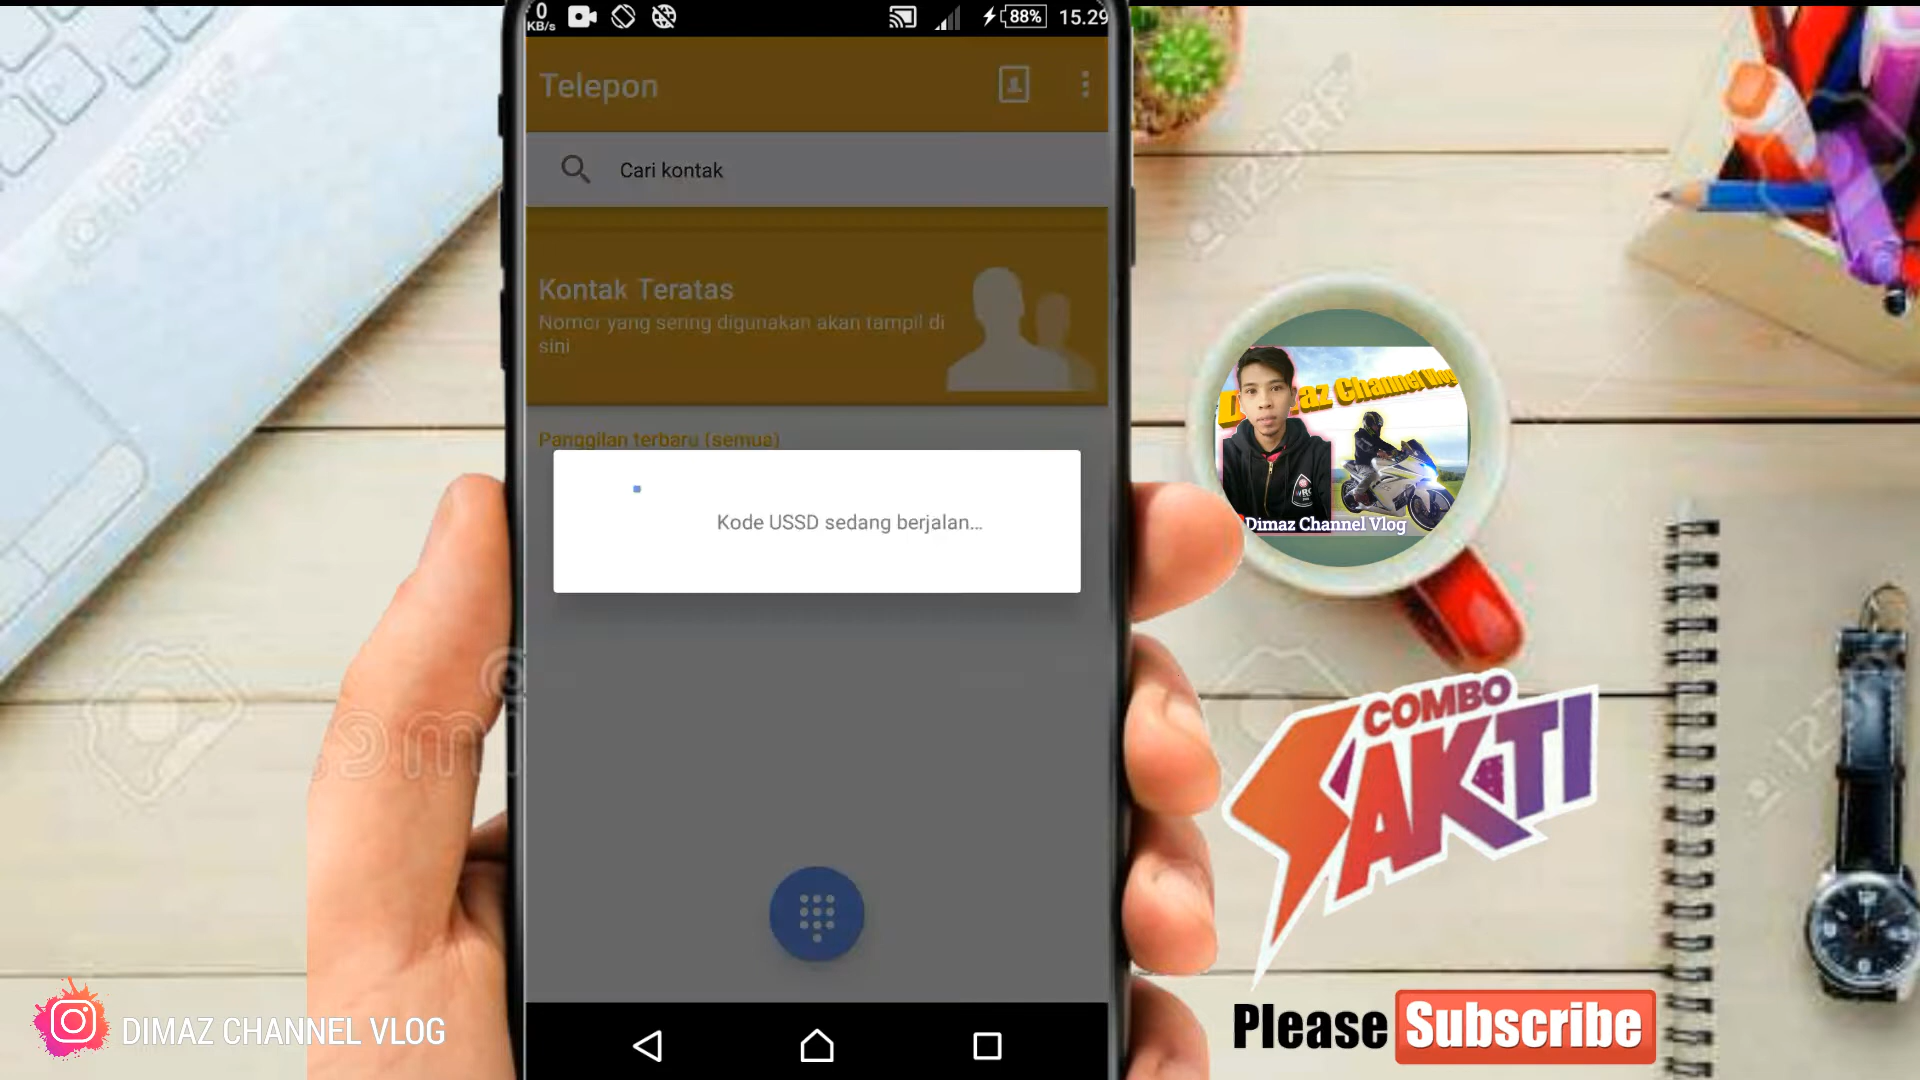 0
KB/s
88%
15.29
Telepon
Cari kontak
Kontak Teratas
Nomor yang sering digunakan akan tampil di
sini
Panggilan terbaru (semua)
Kode USSD sedang berjalan...
Dimaz Channel Vlog
Dimaz Channel Vlog
COMBO
SAKTI
Please Subscribe
DIMAZ CHANNEL VLOG
123RF
123RF